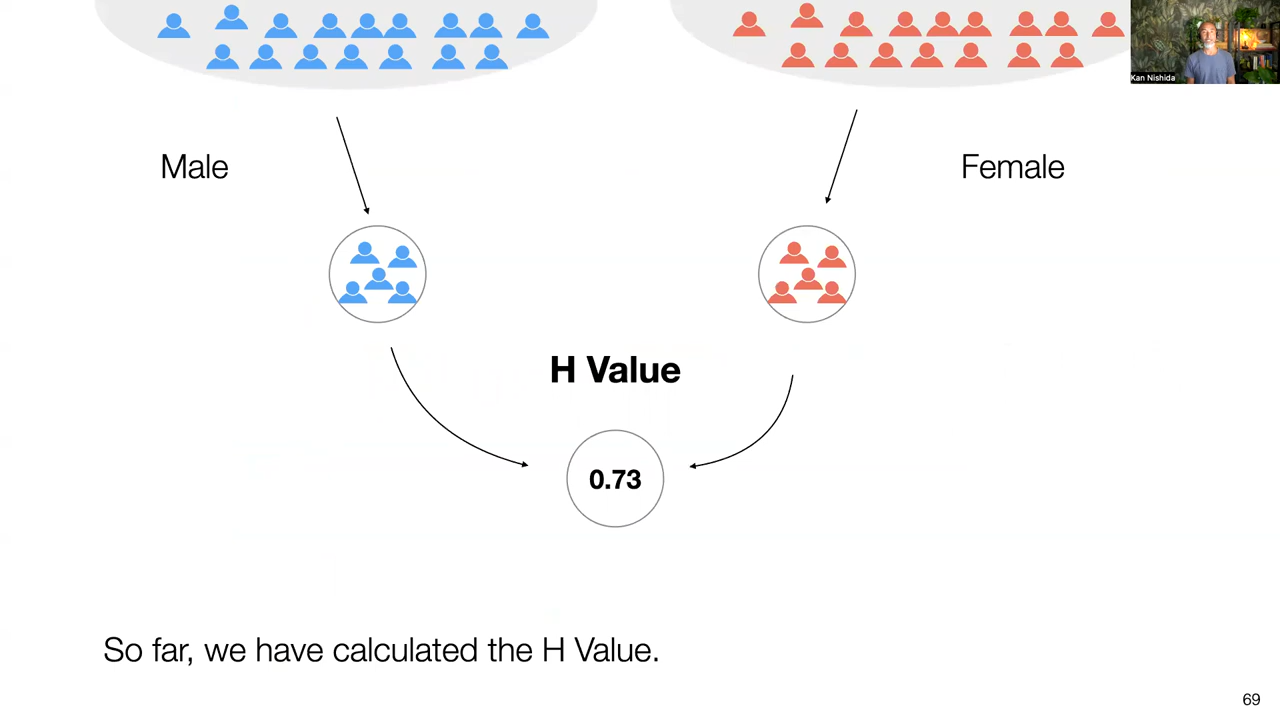 Kan Nishida
Male
Female
H Value
0.73
So far, we have calculated the H Value.
69